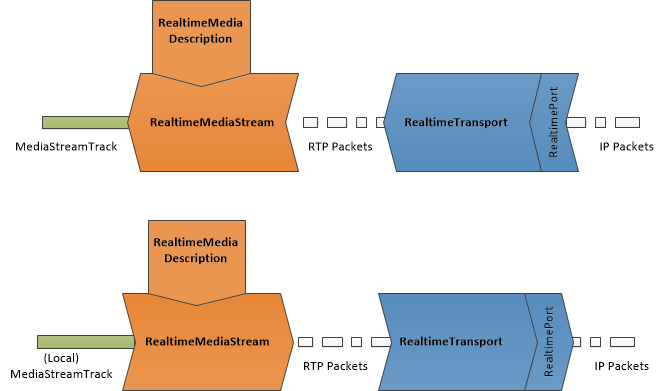 RealtimeMedia
Description
RealtimeMediaStream
RealtimeTransport
RealtimePort
MediaStreamTrack
RTP Packets
IP Packets
RealtimeMedia
Description
RealtimeMediaStream
RealtimeTransport
RealtimePort
(Local)
MediaStreamTrack
RTP Packets
IP Packets